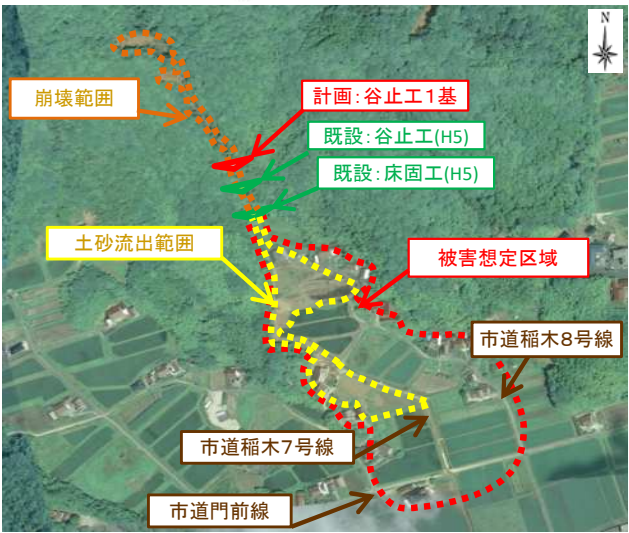 N
崩壊範囲
計画：谷止工１基
既設：谷止工(H5)
既設：床固工(H5)
土砂流出範囲
被害想定区域
市道稲木８号線
市道稲木７号線
市道門前線